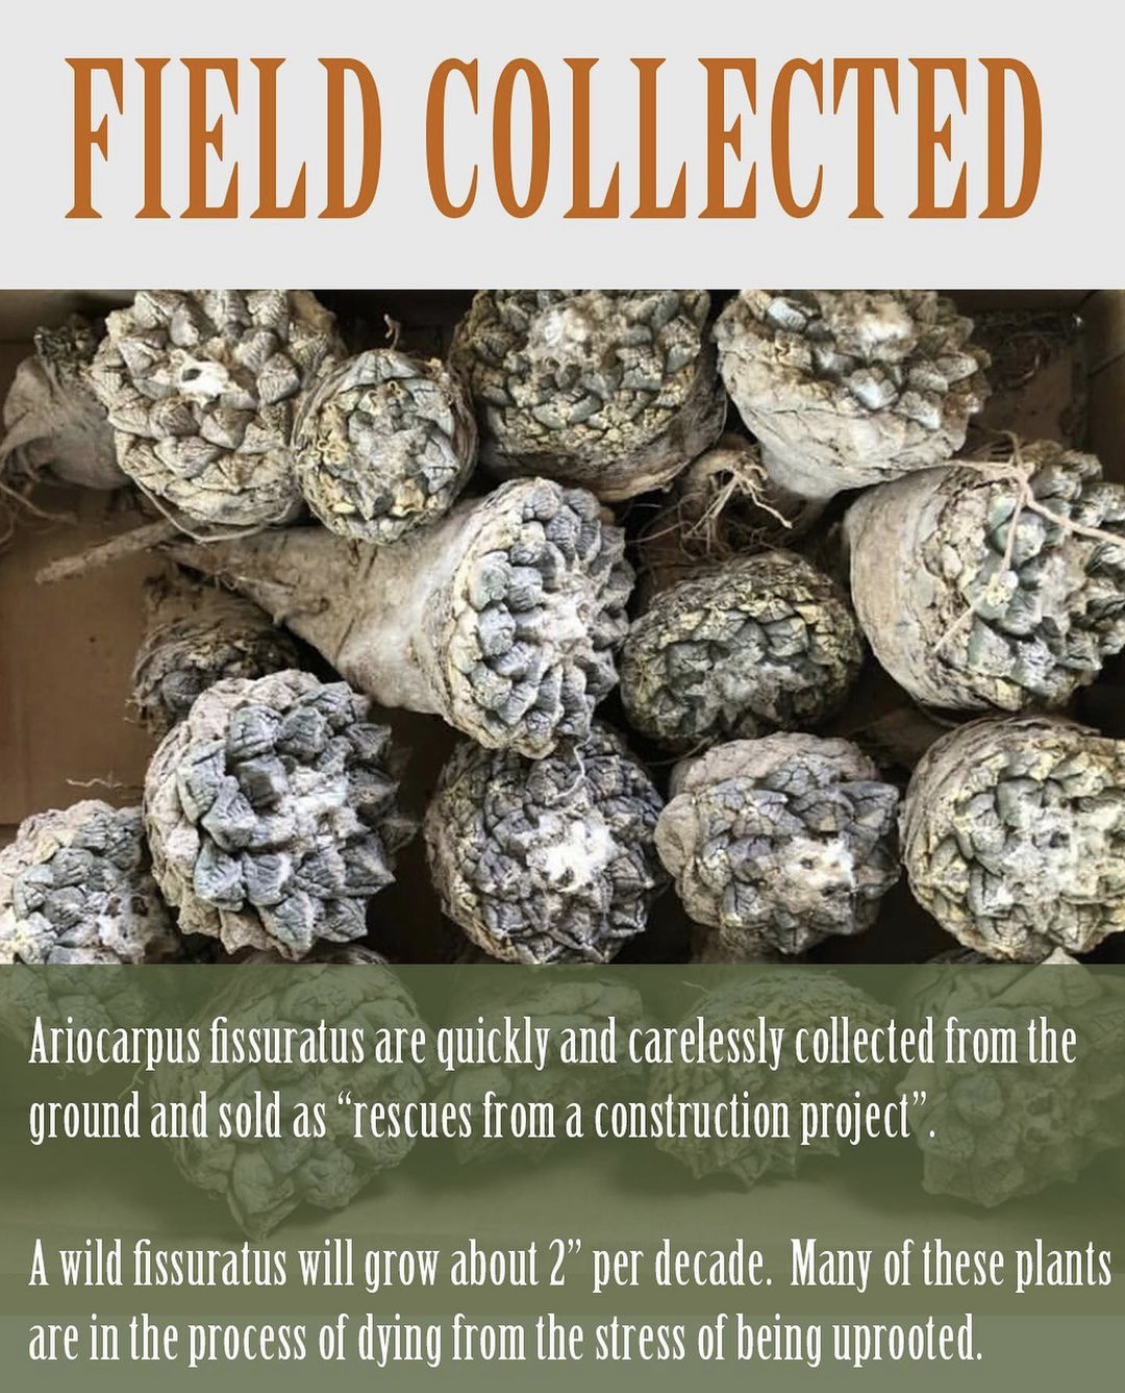 FIELD COLLECTED
Ariocarpus fissuratus are quickly and carelessly collected from the
ground and sold as “rescues from a construction project”.
A wild fissuratus will grow about 2” per decade. Many of these plants
are in the process of dying from the stress of being uprooted.